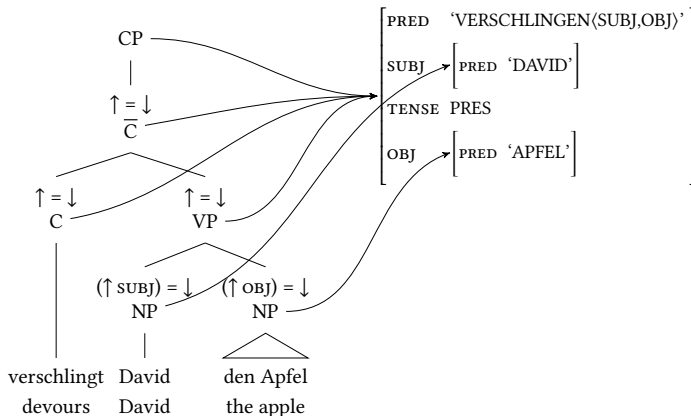 CP
↑ = ↓
C̅
↑ = ↓
C
↑ = ↓
VP
(↑ SUBJ) = ↓
NP
(↑ OBJ) = ↓
NP
verschlingt David den Apfel
devours David the apple
PRED ‘VERSCHLINGEN⟨SUBJ,OBJ⟩’
SUBJ [PRED ‘DAVID’]
TENSE PRES
OBJ [PRED ‘APFEL’]